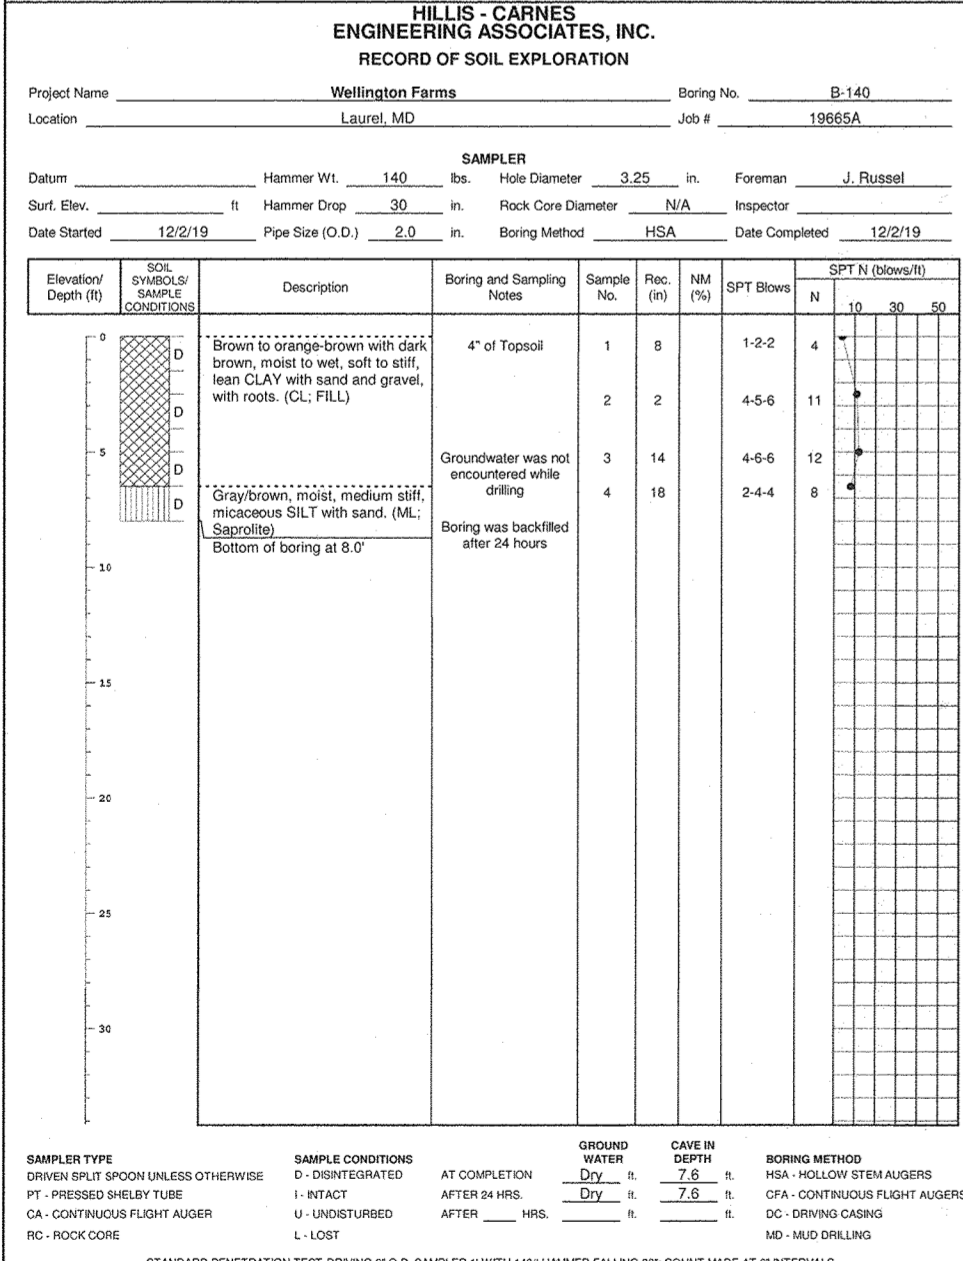 HILLIS - CARNES
ENGINEERING ASSOCIATES, INC.
RECORD OF SOIL EXPLORATION
Project Name Wellington Farms Boring No. B-140
Location Laurel, MD Job # 19665A
SAMPLER
Datum Hammer Wt. 140 lbs. Hole Diameter 3.25 in. Foreman J. Russel
Surf. Elev. ft Hammer Drop 30 in. Rock Core Diameter N/A Inspector
Date Started 12/2/19 Pipe Size (O.D.) 2.0 in. Boring Method HSA Date Completed 12/2/19
Elevation/ Depth (ft) SOIL SYMBOLS/ SAMPLE CONDITIONS Description Boring and Sampling Notes Sample No. Rec. (in) NM (%) SPT Blows SPT N (blows/ft)
N 10 30 50
0 D Brown to orange-brown with dark 4" of Topsoil 1 8 1-2-2 4
brown, moist to wet, soft to stiff,
lean CLAY with sand and gravel,
D with roots. (CL; FILL) 2 2 4-5-6 11
5 D Groundwater was not 3 14 4-6-6 12
encountered while
drilling
D Gray/brown, moist, medium stiff, 4 18 2-4-4 8
micaceous SILT with sand. (ML;
Saprolite) Boring was backfilled
Bottom of boring at 8.0' after 24 hours
10
15
20
25
30
GROUND WATER CAVE IN DEPTH
SAMPLER TYPE SAMPLE CONDITIONS BORING METHOD
DRIVEN SPLIT SPOON UNLESS OTHERWISE D - DISINTEGRATED AT COMPLETION Dry ft. 7.6 ft. HSA - HOLLOW STEM AUGERS
PT - PRESSED SHELBY TUBE I - INTACT AFTER 24 HRS. Dry ft. 7.6 ft. CFA - CONTINUOUS FLIGHT AUGERS
CA - CONTINUOUS FLIGHT AUGER U - UNDISTURBED AFTER HRS. ft. ft. DC - DRIVING CASING
RC - ROCK CORE L - LOST MD - MUD DRILLING